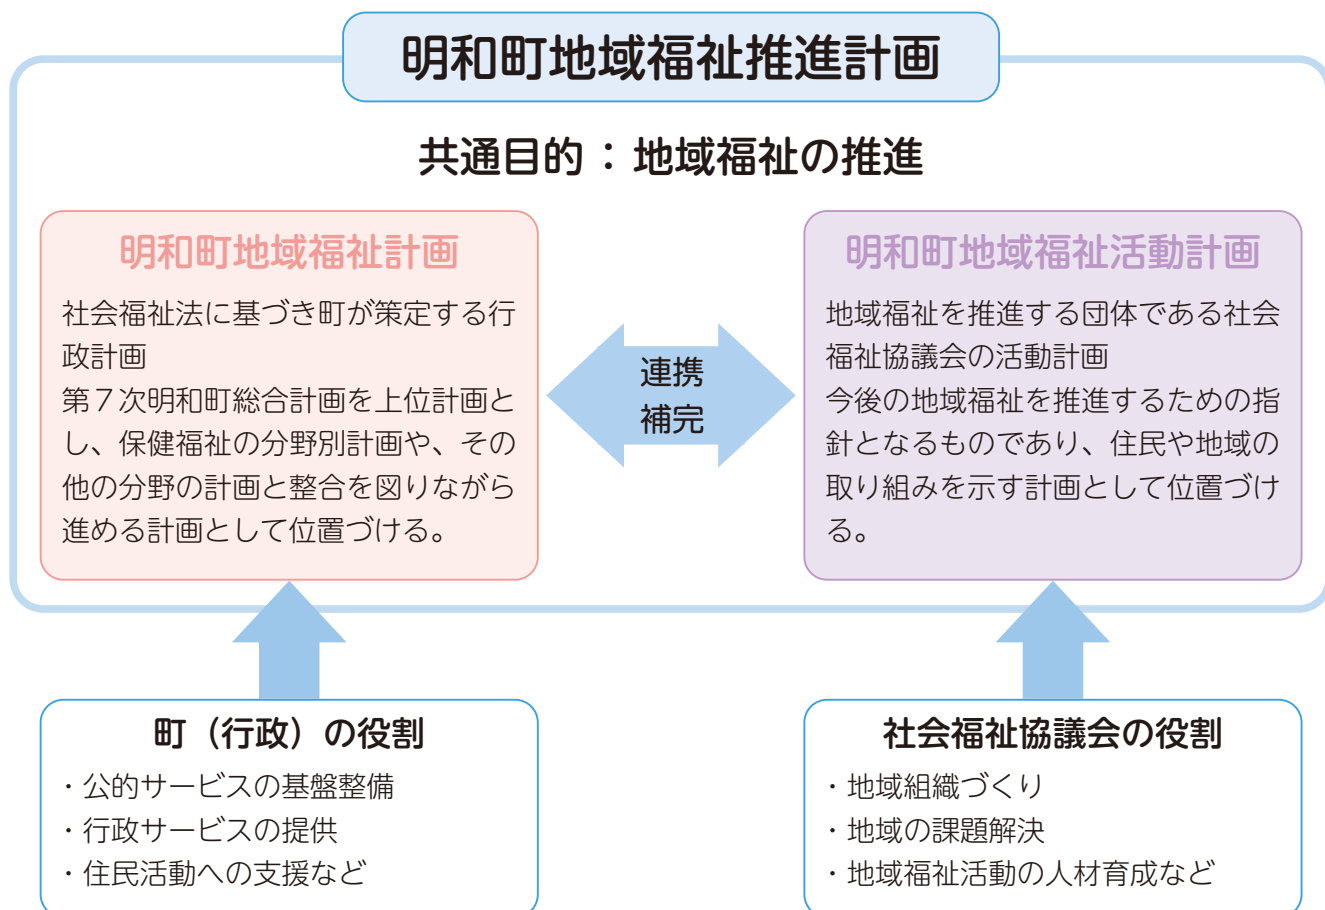 明和町地域福祉推進計画
共通目的：地域福祉の推進
明和町地域福祉計画
社会福祉法に基づき町が策定する行
政計画
第７次明和町総合計画を上位計画と
し、保健福祉の分野別計画や、その
他の分野の計画と整合を図りながら
進める計画として位置づける。
連携
補完
明和町地域福祉活動計画
地域福祉を推進する団体である社会
福祉協議会の活動計画
今後の地域福祉を推進するための指
針となるものであり、住民や地域の
取り組みを示す計画として位置づけ
る。
町（行政）の役割
・公的サービスの基盤整備
・行政サービスの提供
・住民活動への支援など
社会福祉協議会の役割
・地域組織づくり
・地域の課題解決
・地域福祉活動の人材育成など